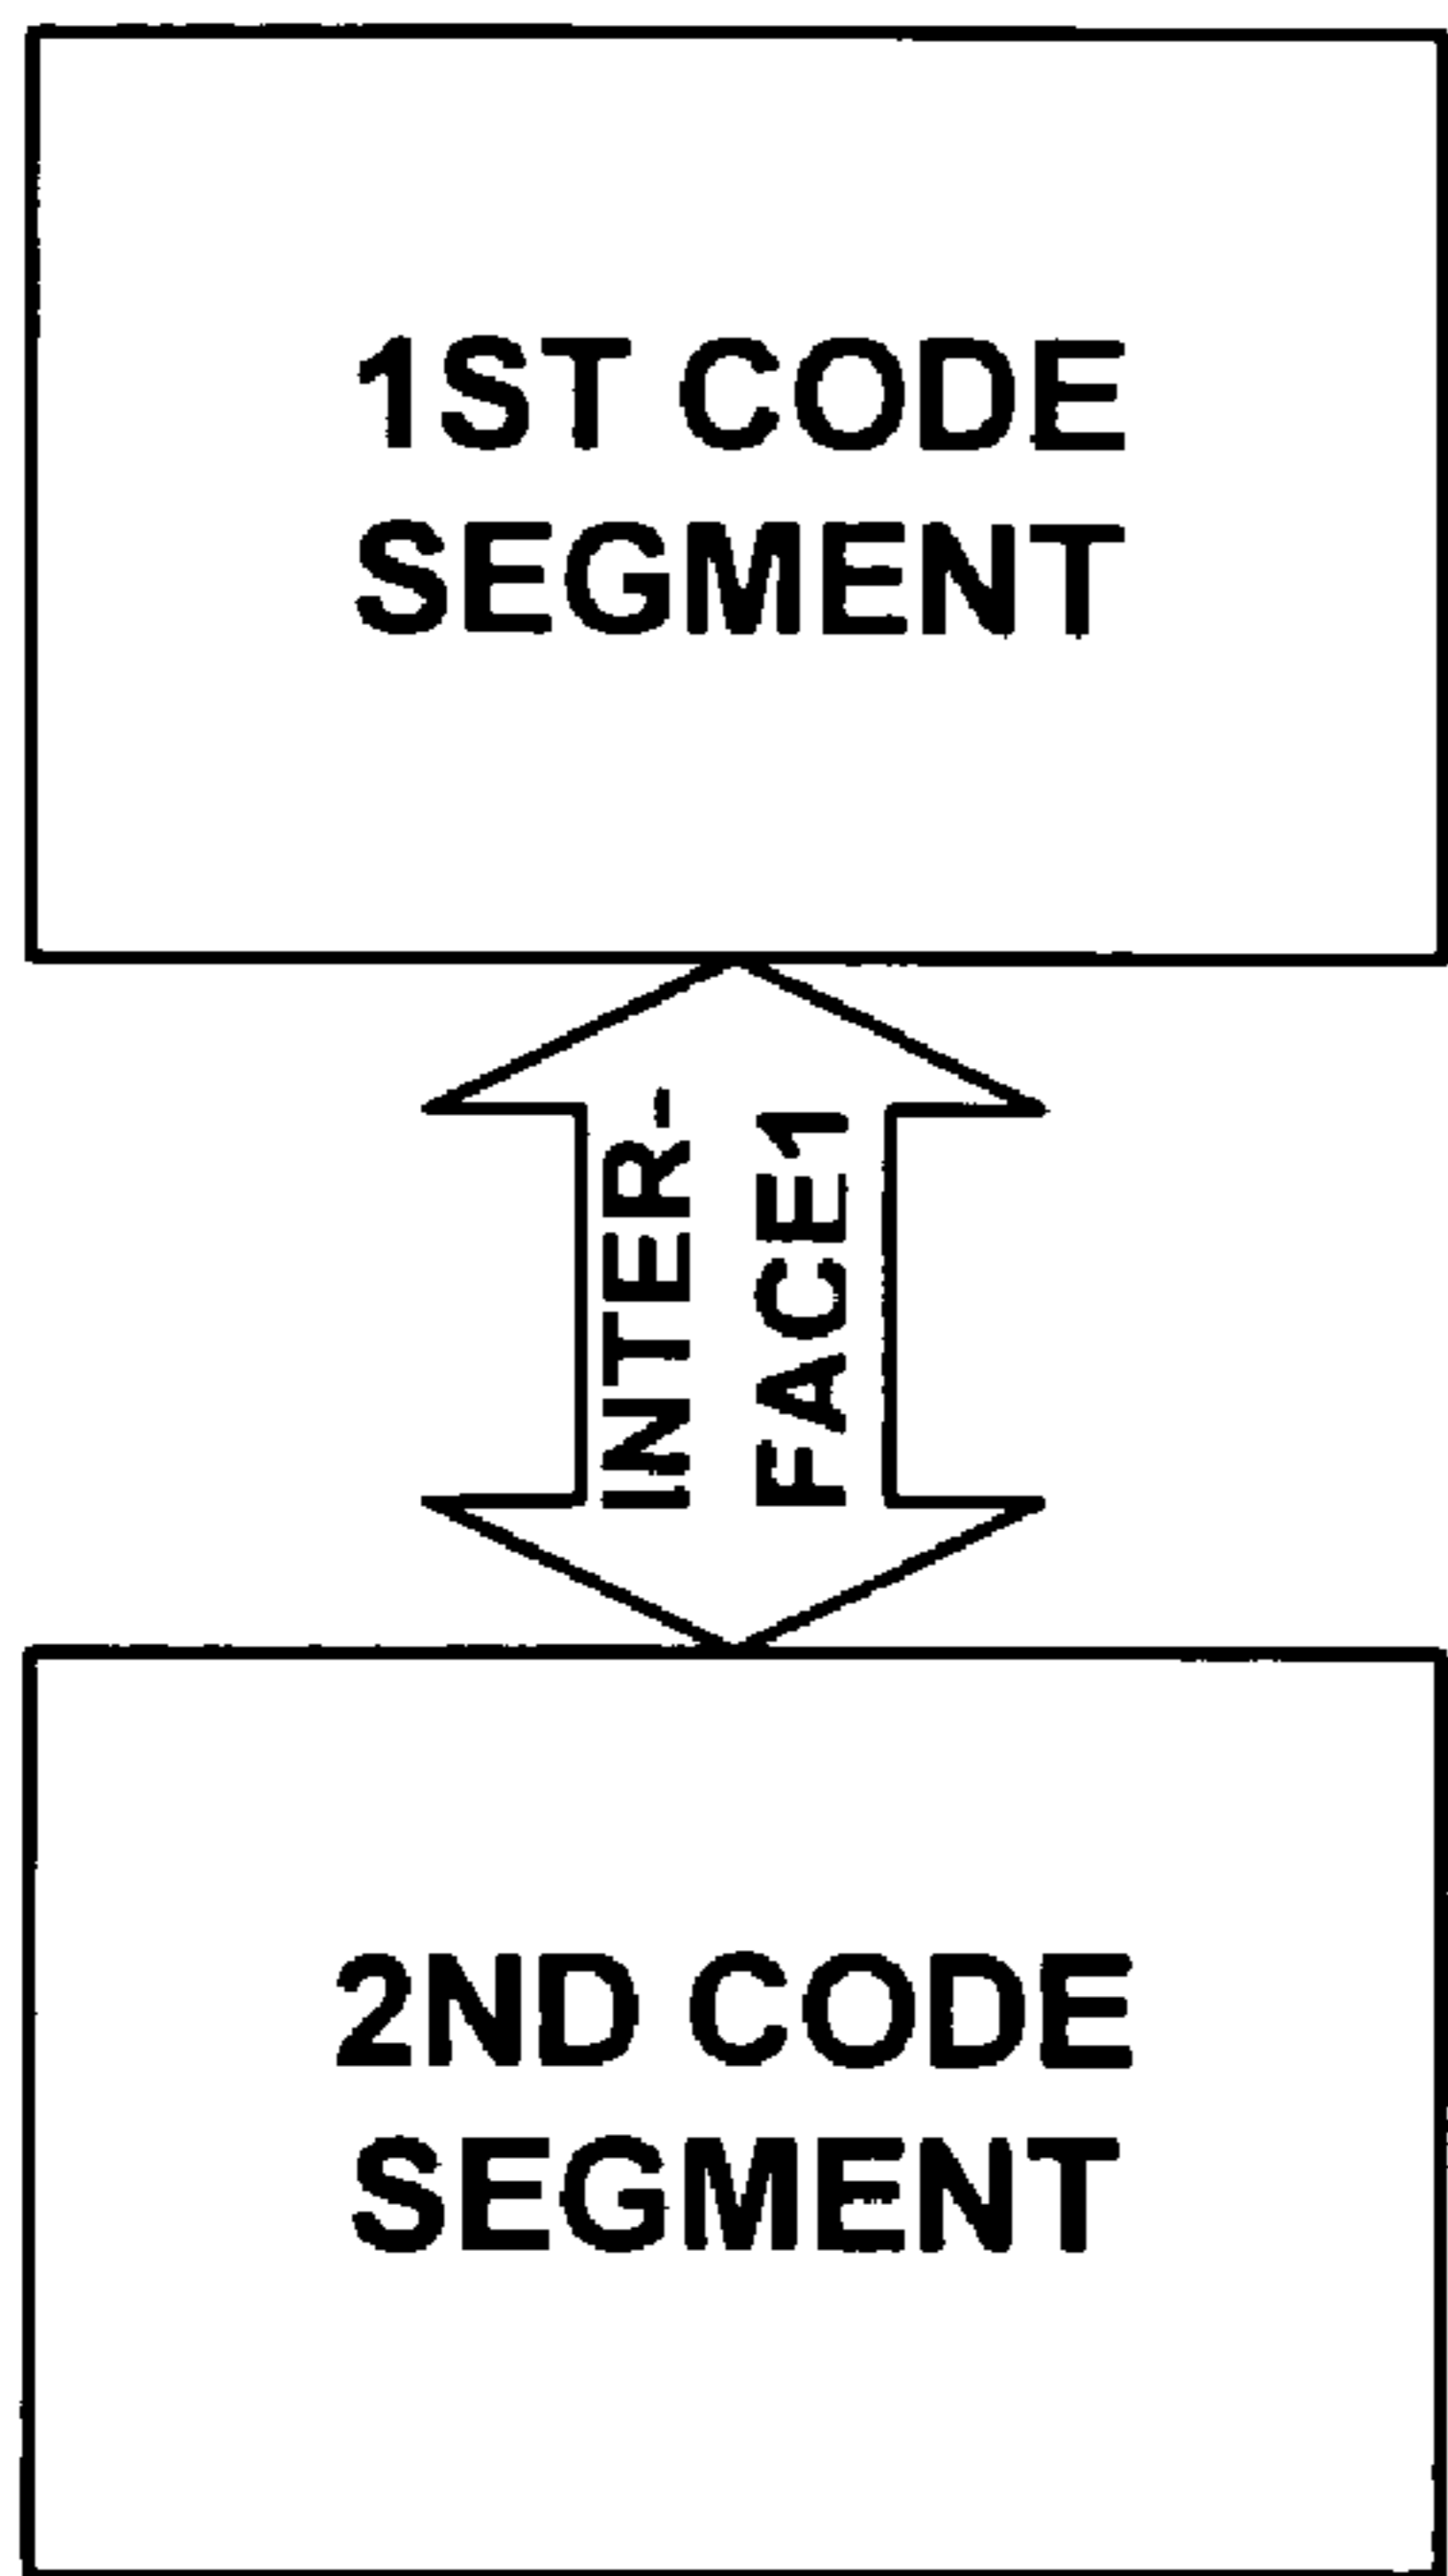 1ST CODE
SEGMENT
INTER-
FACE1
2ND CODE
SEGMENT